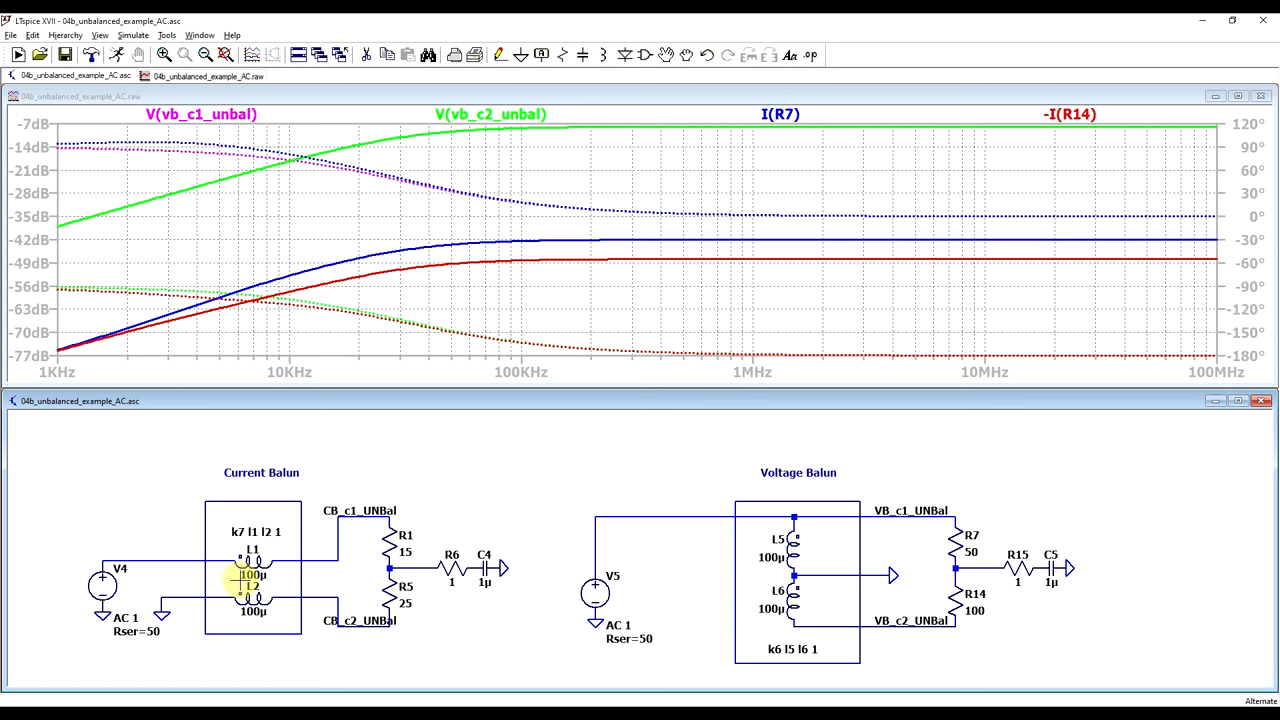 LTspice XVII - 04b_unbalanced_example_AC.asc
File Edit Hierarchy View Simulate Tools Window Help
04b_unbalanced_example_AC.asc 04b_unbalanced_example_AC.raw
04b_unbalanced_example_AC.raw
V(vb_c1_unbal) V(vb_c2_unbal) I(R7) -I(R14)
-7dB 120°
-14dB 90°
-21dB 60°
-28dB 30°
-35dB 0°
-42dB -30°
-49dB -60°
-56dB -90°
-63dB -120°
-70dB -150°
-77dB -180°
1KHz 10KHz 100KHz 1MHz 10MHz 100MHz
04b_unbalanced_example_AC.asc
Current Balun Voltage Balun
CB_c1_UNBal VB_c1_UNBal
k7 l1 l2 1
R1 L5 R7
L1 15 100µ 50
V4 100µ R6 C4 V5 R15 C5
L2 1 1µ L6 1 1µ
R5 100µ R14
100µ 25 100
AC 1 CB_c2_UNBal AC 1 VB_c2_UNBal
Rser=50 Rser=50
k6 l5 l6 1
Alternate